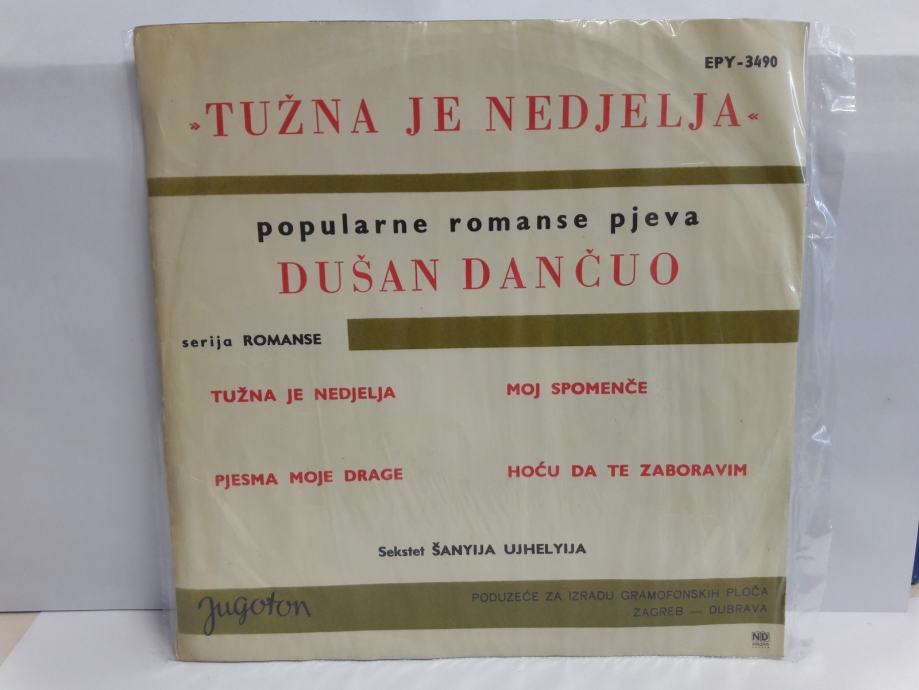 EPY-3490
»TUŽNA JE NEDJELJA«
popularne romanse pjeva
DUŠAN DANČUO
serija ROMANSE
TUŽNA JE NEDJELJA
MOJ SPOMENČE
PJESMA MOJE DRAGE
HOĆU DA TE ZABORAVIM
Sekstet ŠANYIJA UJHELYIJA
Jugoton
PODUZEĆE ZA IZRADU GRAMOFONSKIH PLOČA
ZAGREB — DUBRAVA